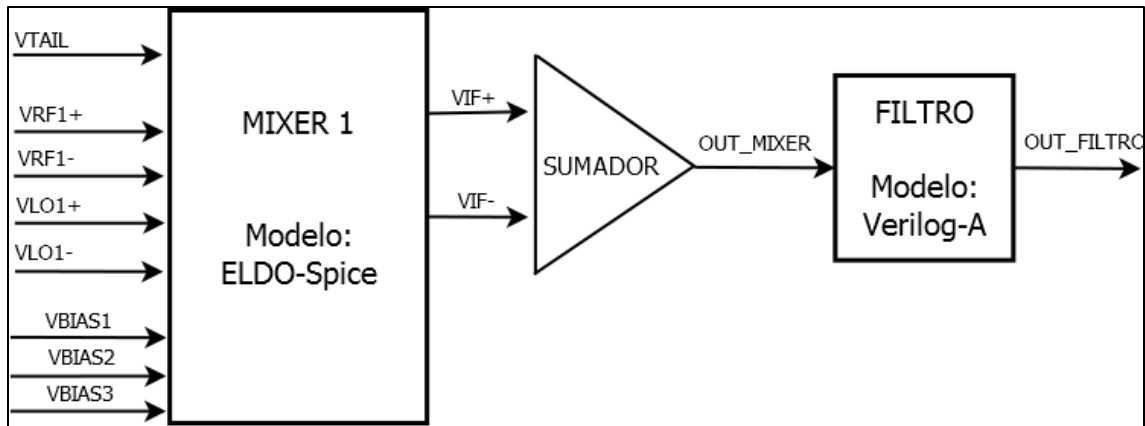 VTAIL
VRF1+
VRF1-
VLO1+
VLO1-
VBIAS1
VBIAS2
VBIAS3
MIXER 1
Modelo:
ELDO-Spice
VIF+
VIF-
SUMADOR
OUT_MIXER
FILTRO
Modelo:
Verilog-A
OUT_FILTRO